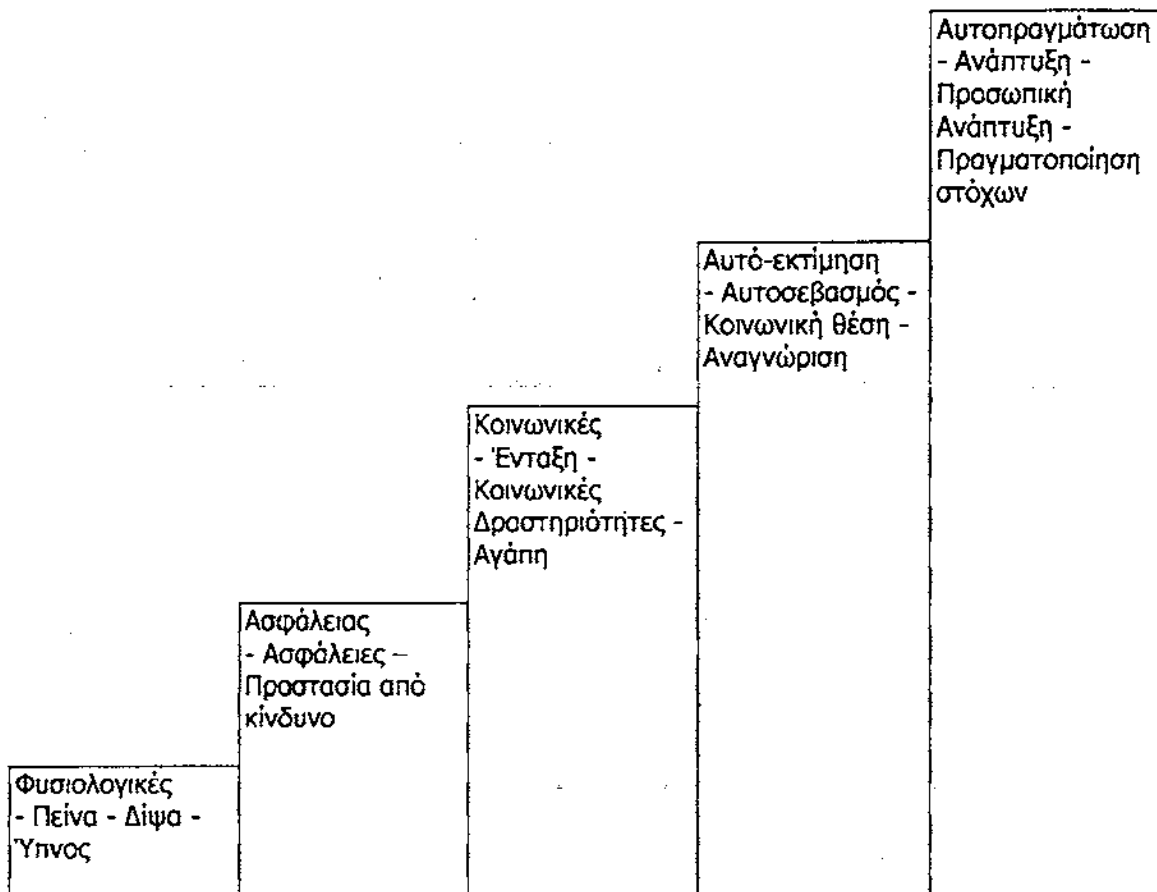 Αυτοπραγμάτωση
- Ανάπτυξη -
Προσωπική
Ανάπτυξη -
Πραγματοποίηση
στόχων
Αυτό-εκτίμηση
- Αυτοσεβασμός -
Κοινωνική θέση -
Αναγνώριση
Κοινωνικές
- Ένταξη -
Κοινωνικές
Δραστηριότητες -
Αγάπη
Ασφάλειας
- Ασφάλειες –
Προστασία από
κίνδυνο
Φυσιολογικές
- Πείνα - Δίψα -
Ύπνος